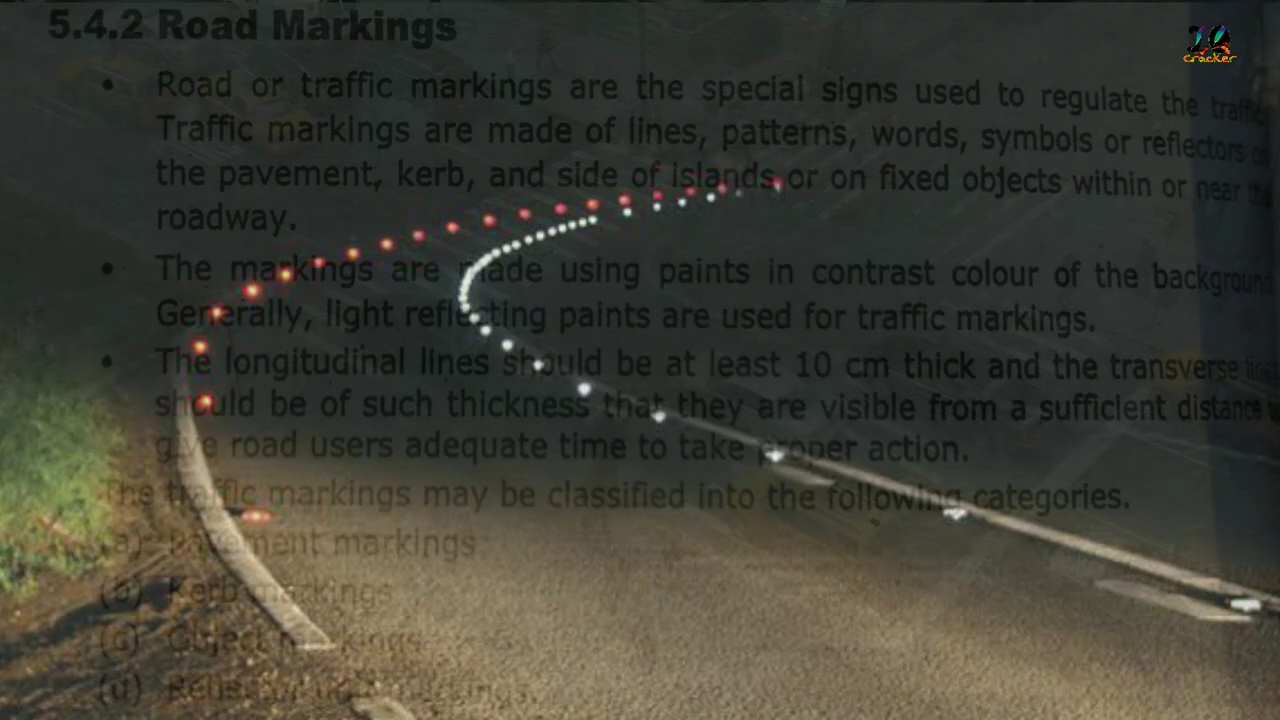 5.4.2 Road Markings
• Road or traffic markings are the special signs used to regulate the traffic
Traffic markings are made of lines, patterns, words, symbols or reflectors on
the pavement, kerb, and side of islands or on fixed objects within or near the
roadway.
• The markings are made using paints in contrast colour of the background.
Generally, light reflecting paints are used for traffic markings.
• The longitudinal lines should be at least 10 cm thick and the transverse lines
should be of such thickness that they are visible from a sufficient distance
give road users adequate time to take proper action.
The traffic markings may be classified into the following categories.
(a) Pavement markings
(b) Kerb markings
(c) Object markings
(d) markings.
cracker